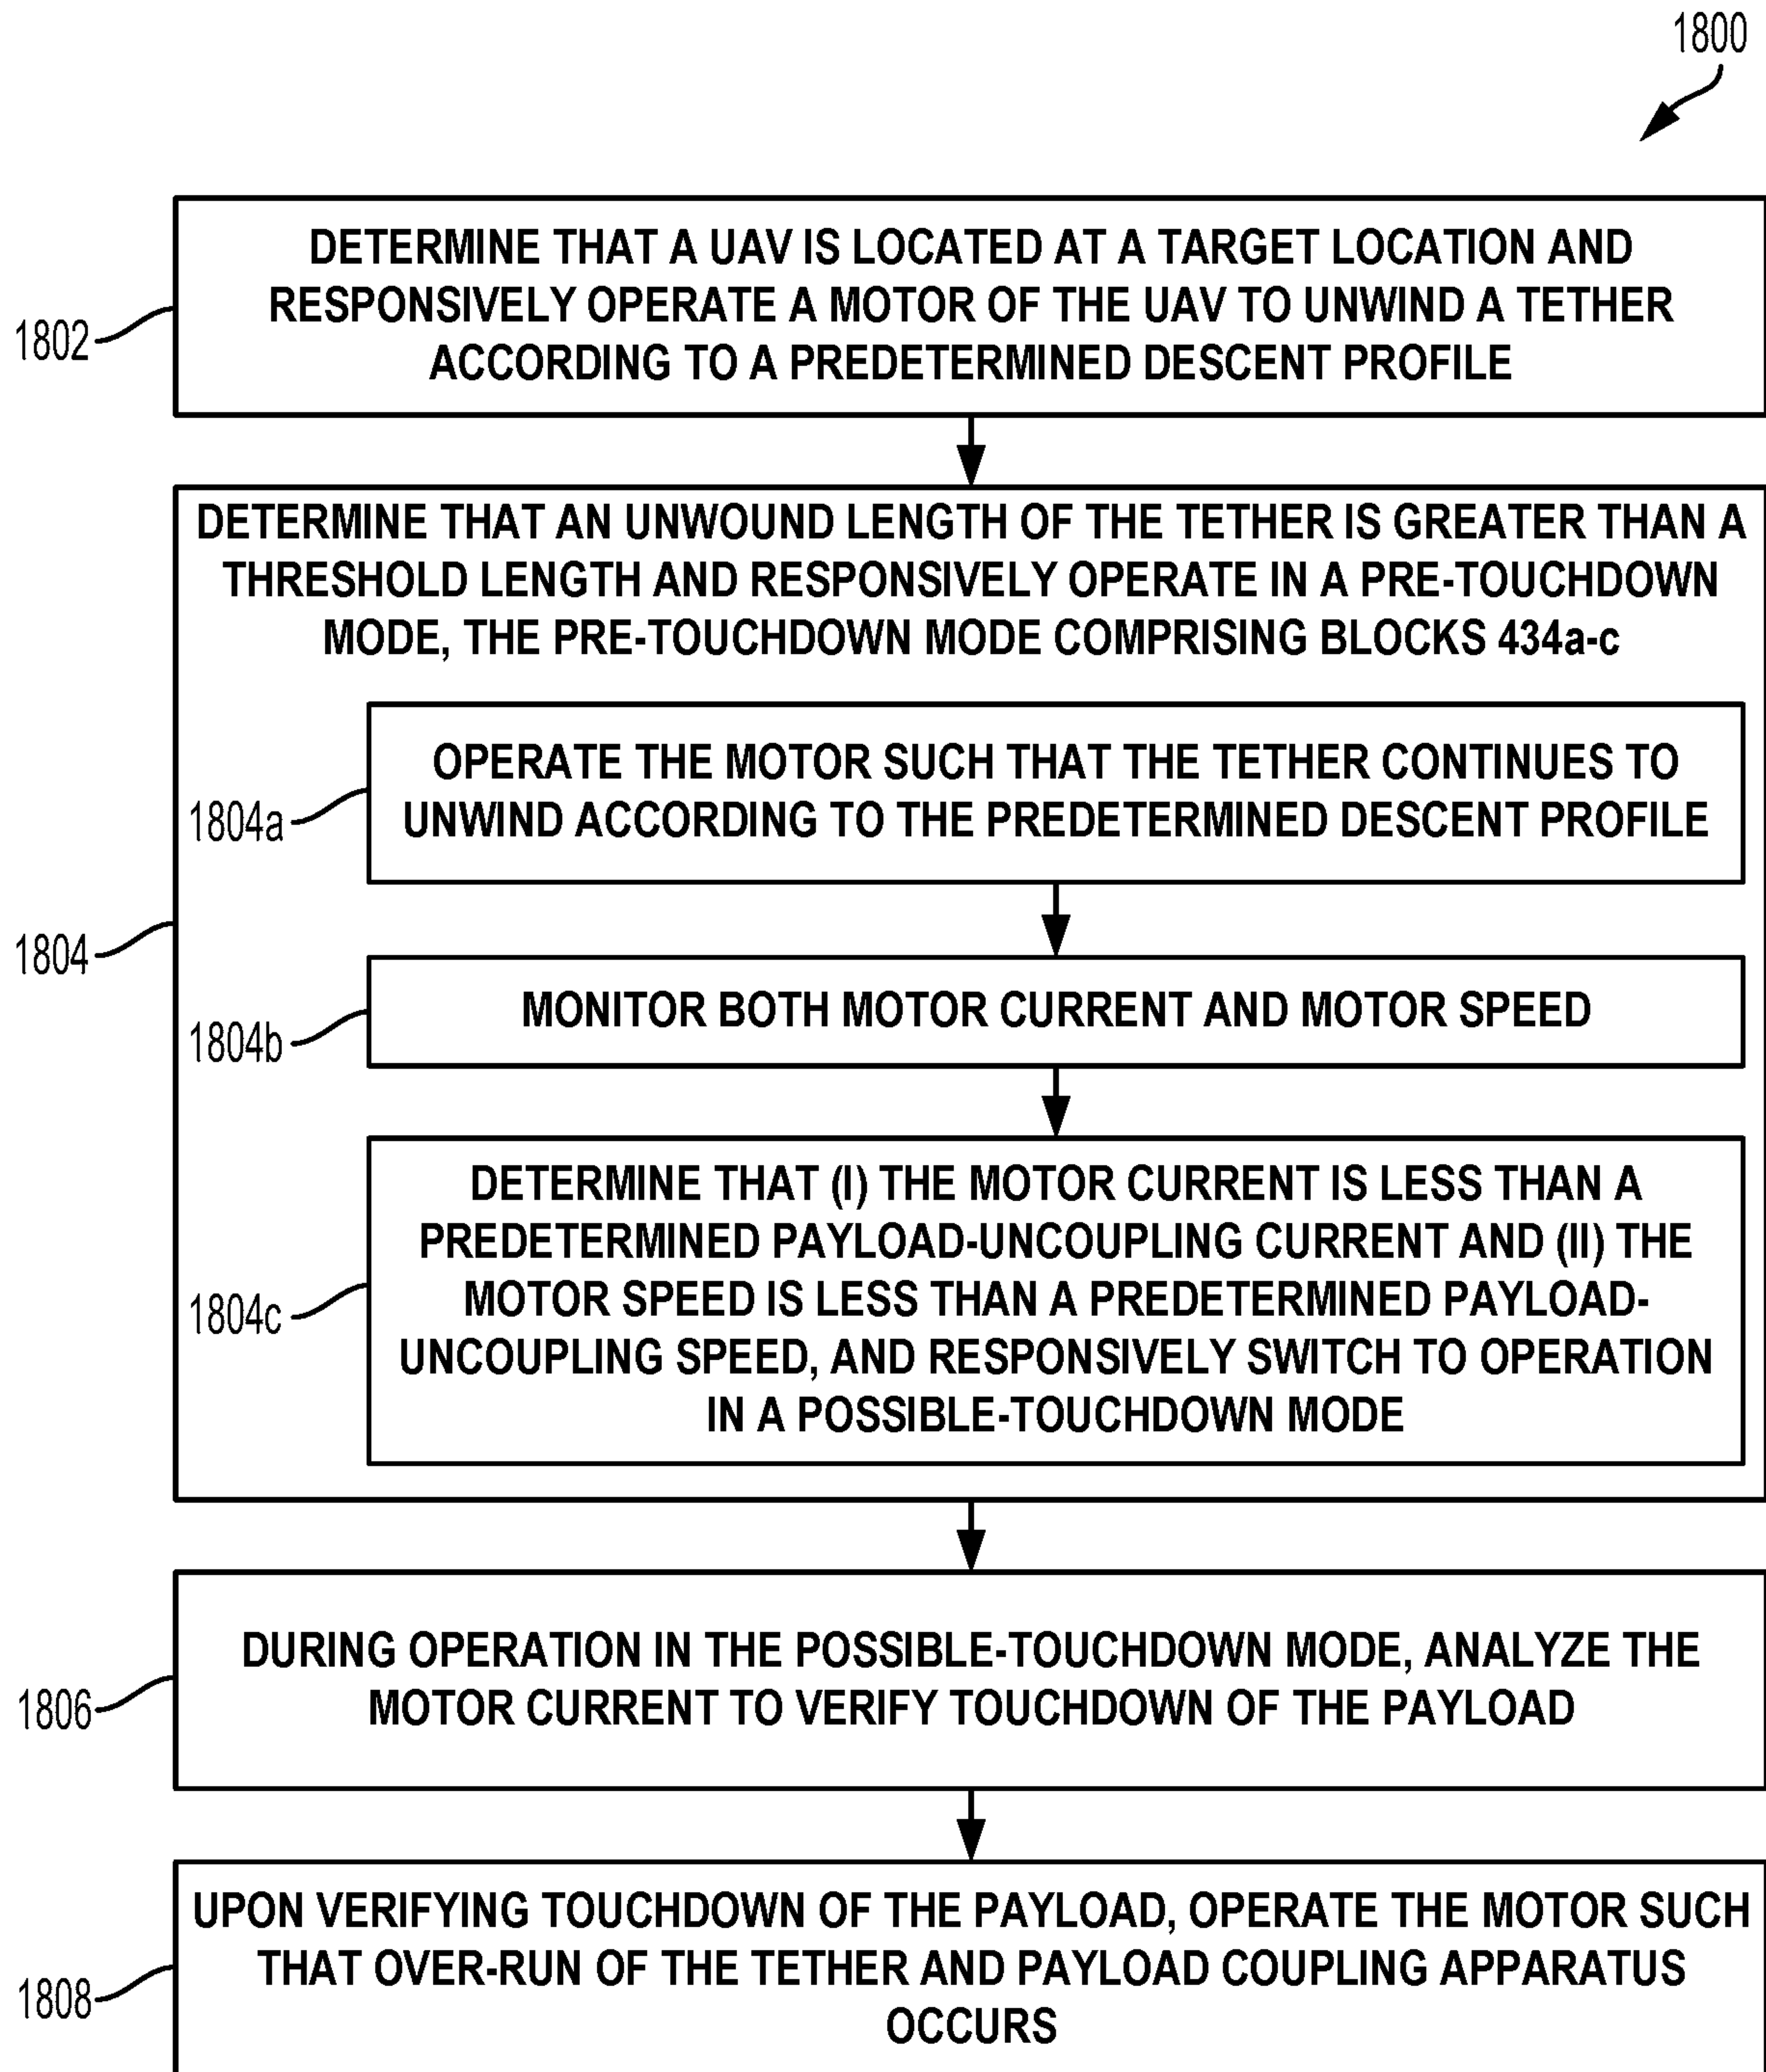 1800
DETERMINE THAT A UAV IS LOCATED AT A TARGET LOCATION AND
RESPONSIVELY OPERATE A MOTOR OF THE UAV TO UNWIND A TETHER
ACCORDING TO A PREDETERMINED DESCENT PROFILE
1802
DETERMINE THAT AN UNWOUND LENGTH OF THE TETHER IS GREATER THAN A
THRESHOLD LENGTH AND RESPONSIVELY OPERATE IN A PRE-TOUCHDOWN
MODE, THE PRE-TOUCHDOWN MODE COMPRISING BLOCKS 434a-c
OPERATE THE MOTOR SUCH THAT THE TETHER CONTINUES TO
UNWIND ACCORDING TO THE PREDETERMINED DESCENT PROFILE
1804a
1804
MONITOR BOTH MOTOR CURRENT AND MOTOR SPEED
1804b
DETERMINE THAT (I) THE MOTOR CURRENT IS LESS THAN A
PREDETERMINED PAYLOAD-UNCOUPLING CURRENT AND (II) THE
MOTOR SPEED IS LESS THAN A PREDETERMINED PAYLOAD-
UNCOUPLING SPEED, AND RESPONSIVELY SWITCH TO OPERATION
IN A POSSIBLE-TOUCHDOWN MODE
1804c
DURING OPERATION IN THE POSSIBLE-TOUCHDOWN MODE, ANALYZE THE
MOTOR CURRENT TO VERIFY TOUCHDOWN OF THE PAYLOAD
1806
UPON VERIFYING TOUCHDOWN OF THE PAYLOAD, OPERATE THE MOTOR SUCH
THAT OVER-RUN OF THE TETHER AND PAYLOAD COUPLING APPARATUS
OCCURS
1808